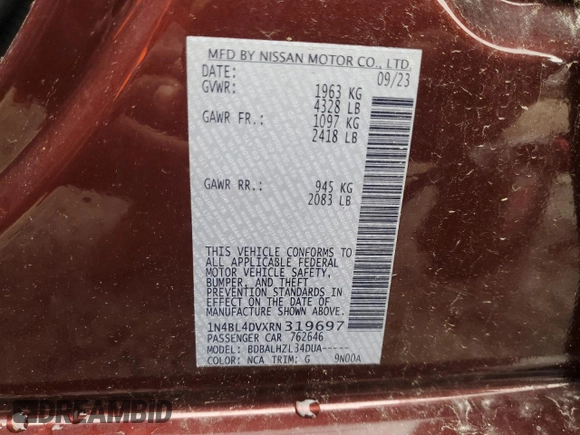 MFD BY NISSAN MOTOR CO., LTD.
DATE: 09/23
GVWR: 1963 KG
4328 LB
GAWR FR.: 1097 KG
2418 LB
GAWR RR.: 945 KG
2083 LB
THIS VEHICLE CONFORMS TO
ALL APPLICABLE FEDERAL
MOTOR VEHICLE SAFETY,
BUMPER, AND THEFT
PREVENTION STANDARDS IN
EFFECT ON THE DATE OF
MANUFACTURE SHOWN ABOVE.
1N4BL4DVXRN319697
PASSENGER CAR 762646
MODEL: BDBALHZL34DUA-----
COLOR: NCA TRIM: G 9N00A
DREAMBID